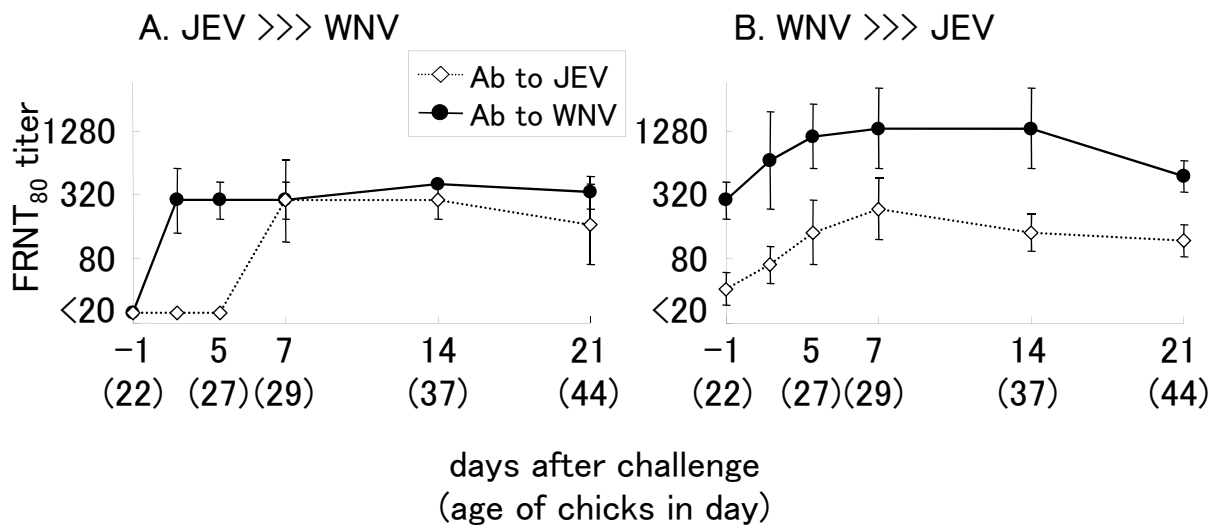 A. JEV >>> WNV
B. WNV >>> JEV
Ab to JEV
Ab to WNV
FRNT80 titer
1280
320
80
<20
1280
320
80
<20
-1 5 7 14 21
(22) (27) (29) (37) (44)
-1 5 7 14 21
(22) (27) (29) (37) (44)
days after challenge
(age of chicks in day)